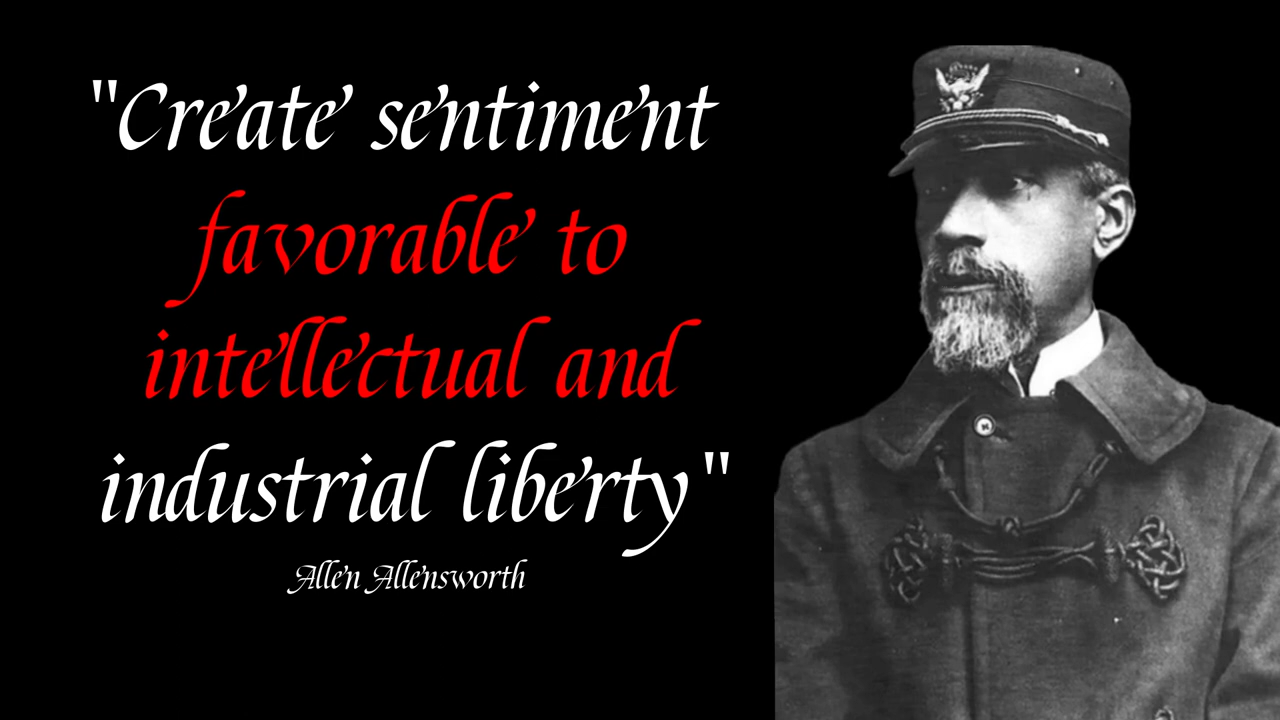 "Create sentiment
favorable to
intellectual and
industrial liberty"
Allen Allensworth